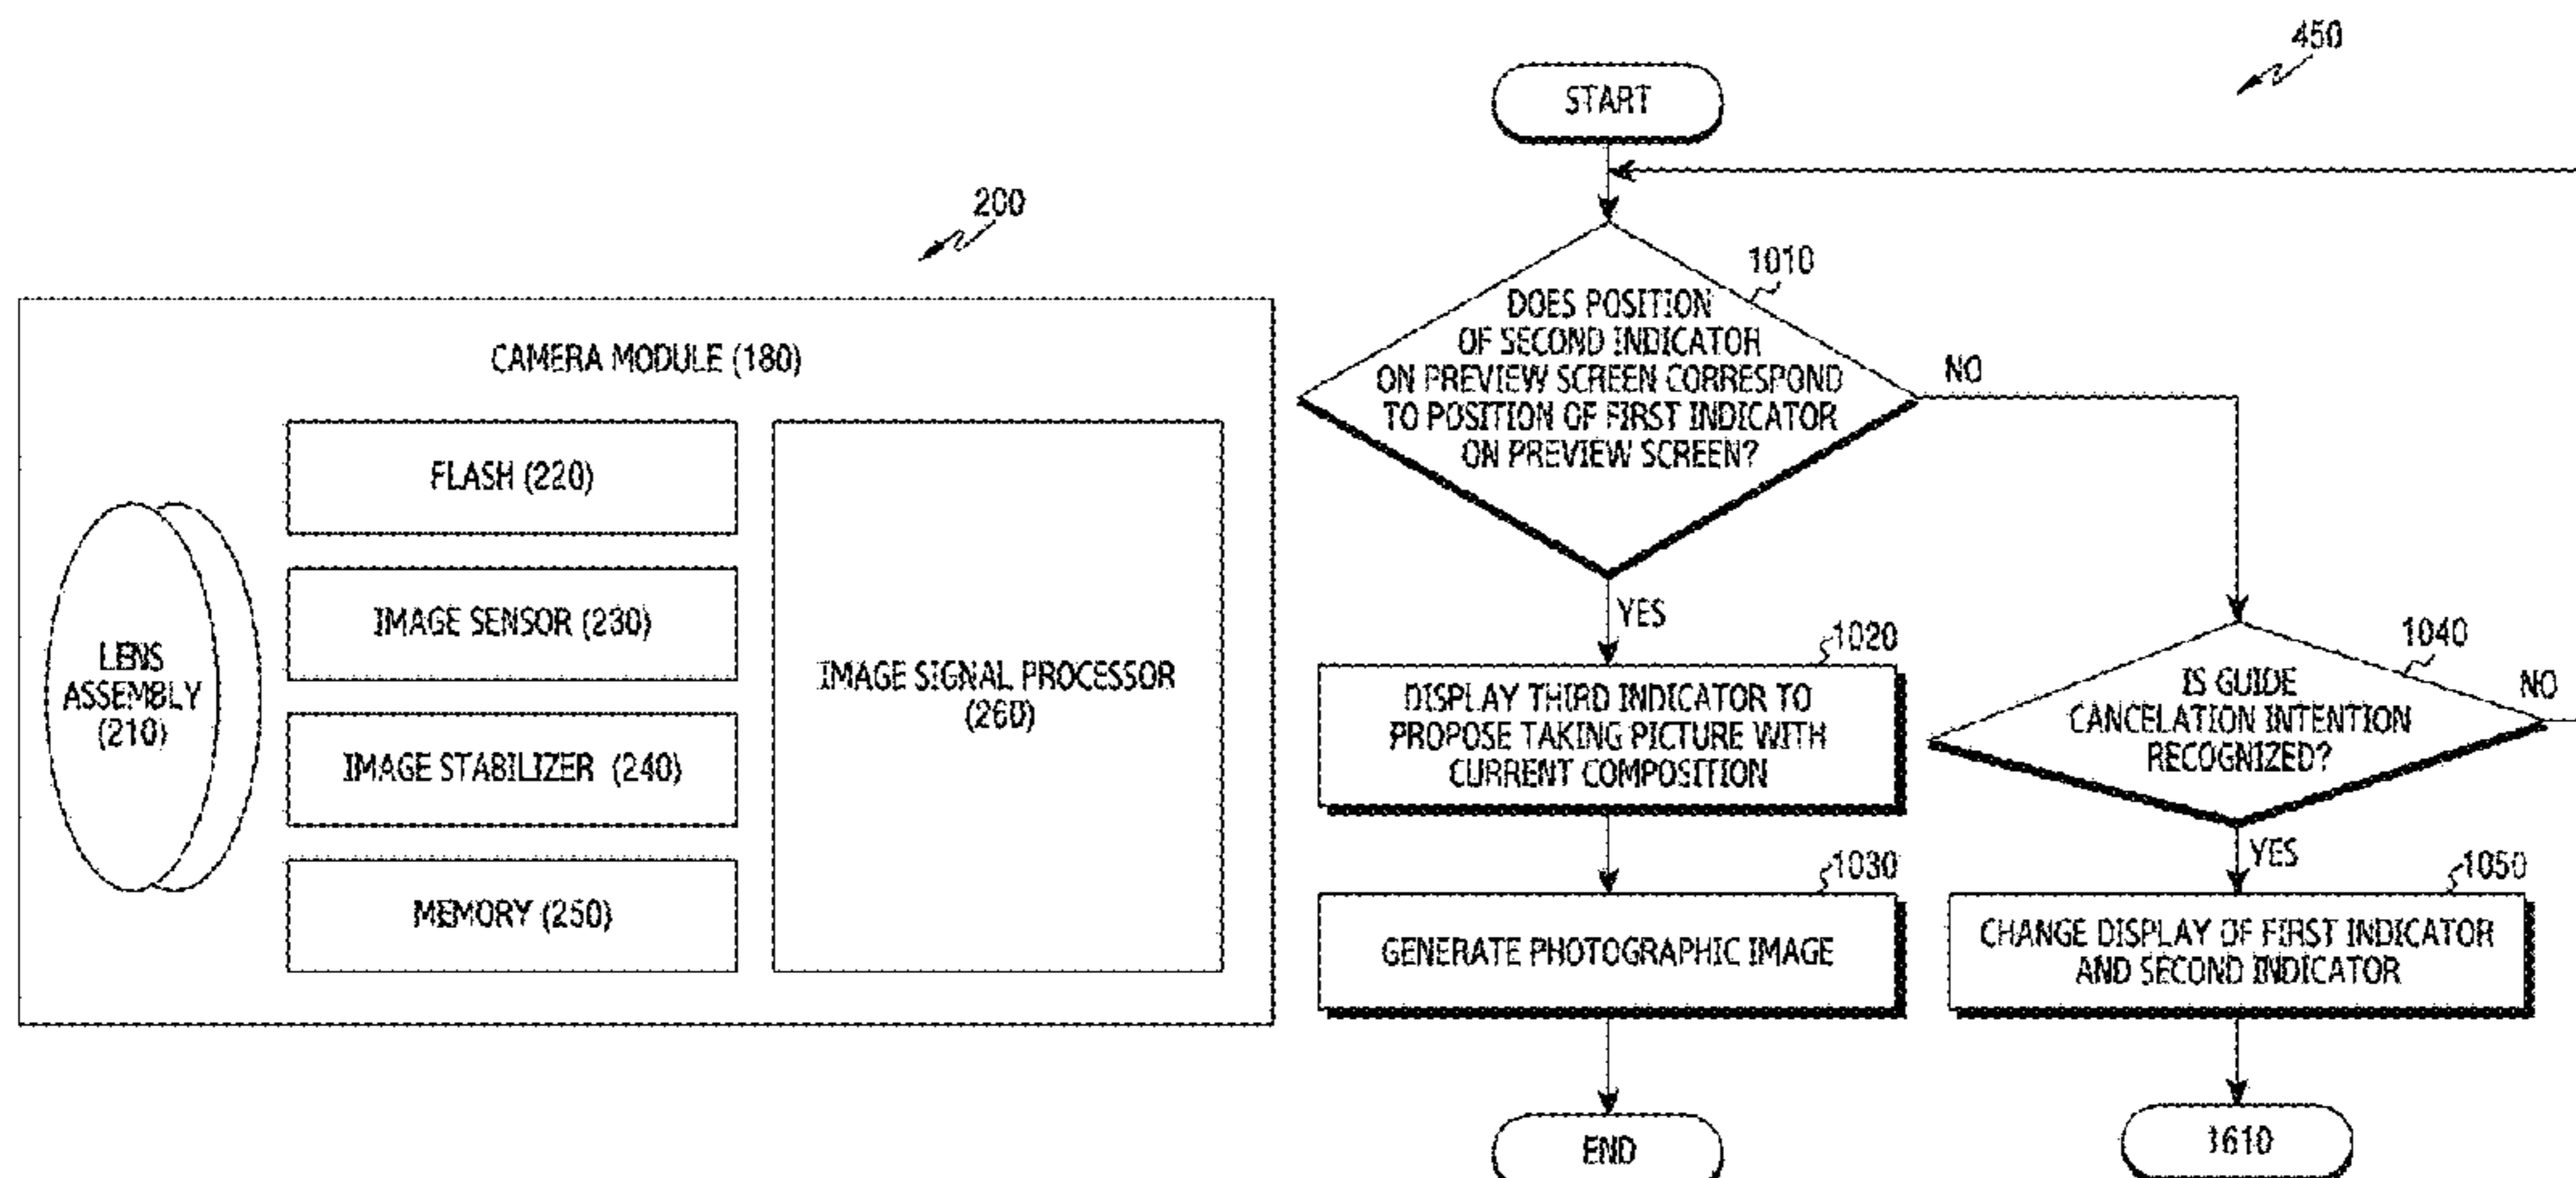 200
CAMERA MODULE (180)
LENS
ASSEMBLY
(210)
FLASH (220)
IMAGE SENSOR (230)
IMAGE STABILIZER (240)
MEMORY (250)
IMAGE SIGNAL PROCESSOR
(260)
450
START
1010
DOES POSITION
OF SECOND INDICATOR
ON PREVIEW SCREEN CORRESPOND
TO POSITION OF FIRST INDICATOR
ON PREVIEW SCREEN?
NO
YES
1020
DISPLAY THIRD INDICATOR TO
PROPOSE TAKING PICTURE WITH
CURRENT COMPOSITION
1030
GENERATE PHOTOGRAPHIC IMAGE
END
1040
IS GUIDE
CANCELATION INTENTION
RECOGNIZED?
NO
YES
1050
CHANGE DISPLAY OF FIRST INDICATOR
AND SECOND INDICATOR
1610